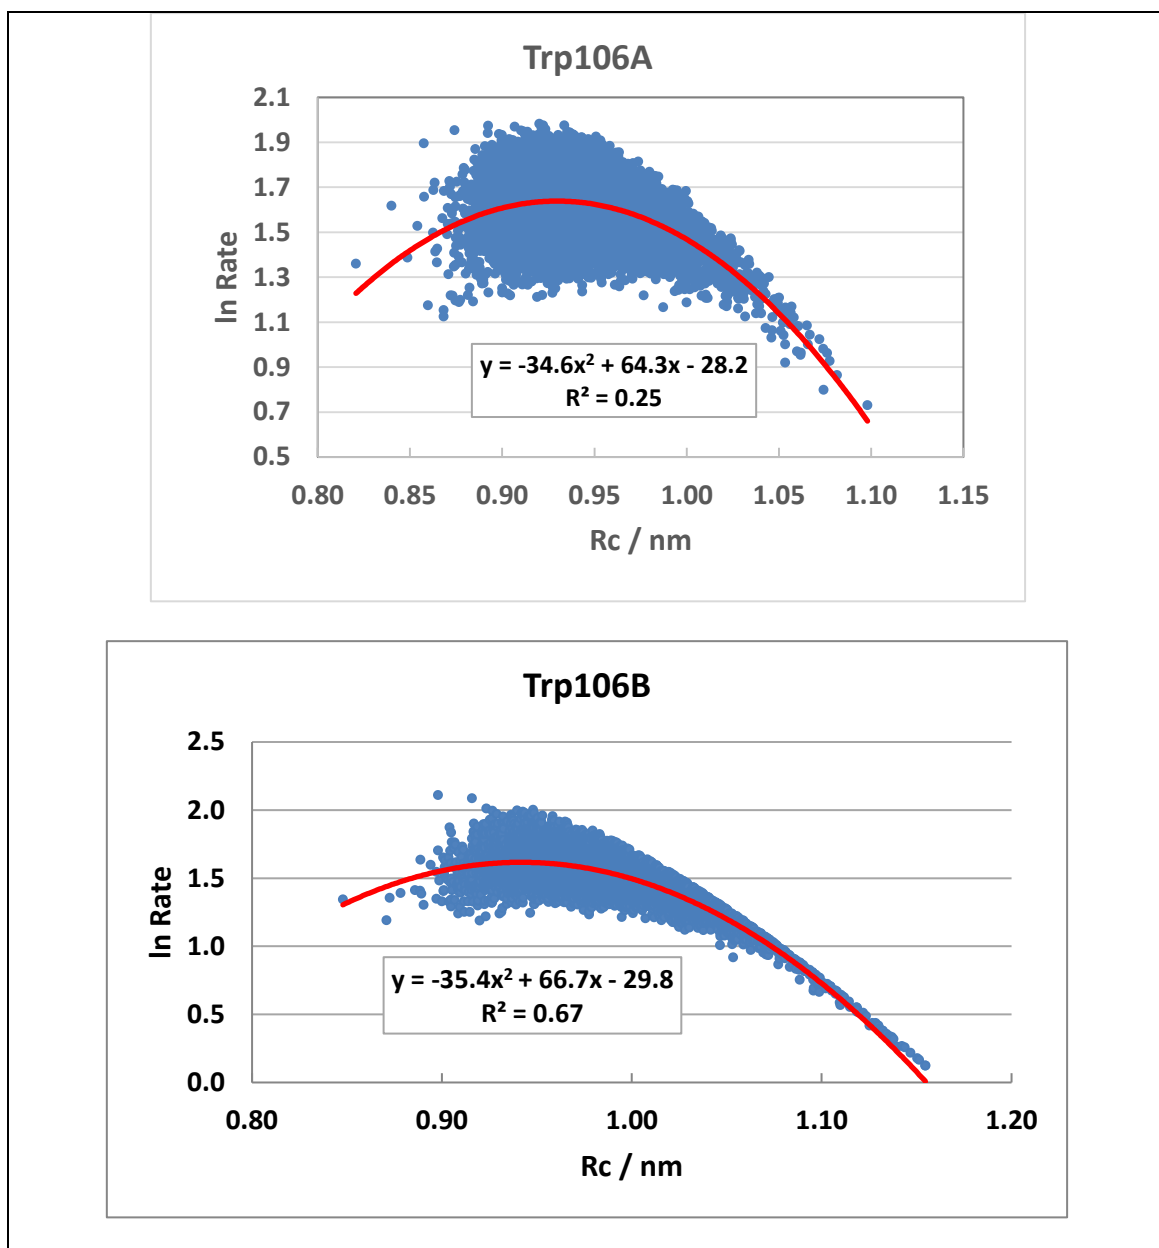 Trp106A
2.1
1.9
1.7
1.5
1.3
1.1
0.9
0.7
0.5
ln Rate
y = -34.6x² + 64.3x - 28.2
R² = 0.25
0.80 0.85 0.90 0.95 1.00 1.05 1.10 1.15
Rc / nm
Trp106B
2.5
2.0
1.5
1.0
0.5
0.0
ln Rate
y = -35.4x² + 66.7x - 29.8
R² = 0.67
0.80 0.90 1.00 1.10 1.20
Rc / nm